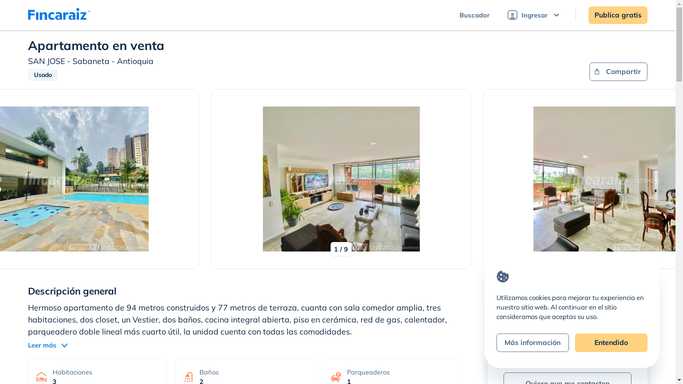 Fincaraiz
Buscador
Ingresar
Publica gratis
Apartamento en venta
SAN JOSE - Sabaneta - Antioquia
Usado
Compartir
fincaraiz
fincaraiz
fincaraiz
1 / 9
Descripción general
Hermoso apartamento de 94 metros construidos y 77 metros de terraza, cuenta con sala comedor amplia, tres
habitaciones, dos closet, un Vestier, dos baños, cocina integral abierta, piso en cerámica, red de gas, calentador,
parqueadero doble lineal más cuarto útil, la unidad cuenta con todas las comodidades.
Leer más
Habitaciones
3
Baños
2
Parqueaderos
1
Utilizamos cookies para mejorar tu experiencia en
nuestro sitio web. Al continuar en el sitio
consideramos que aceptas su uso.
Más información
Entendido
Quiero que me contacten